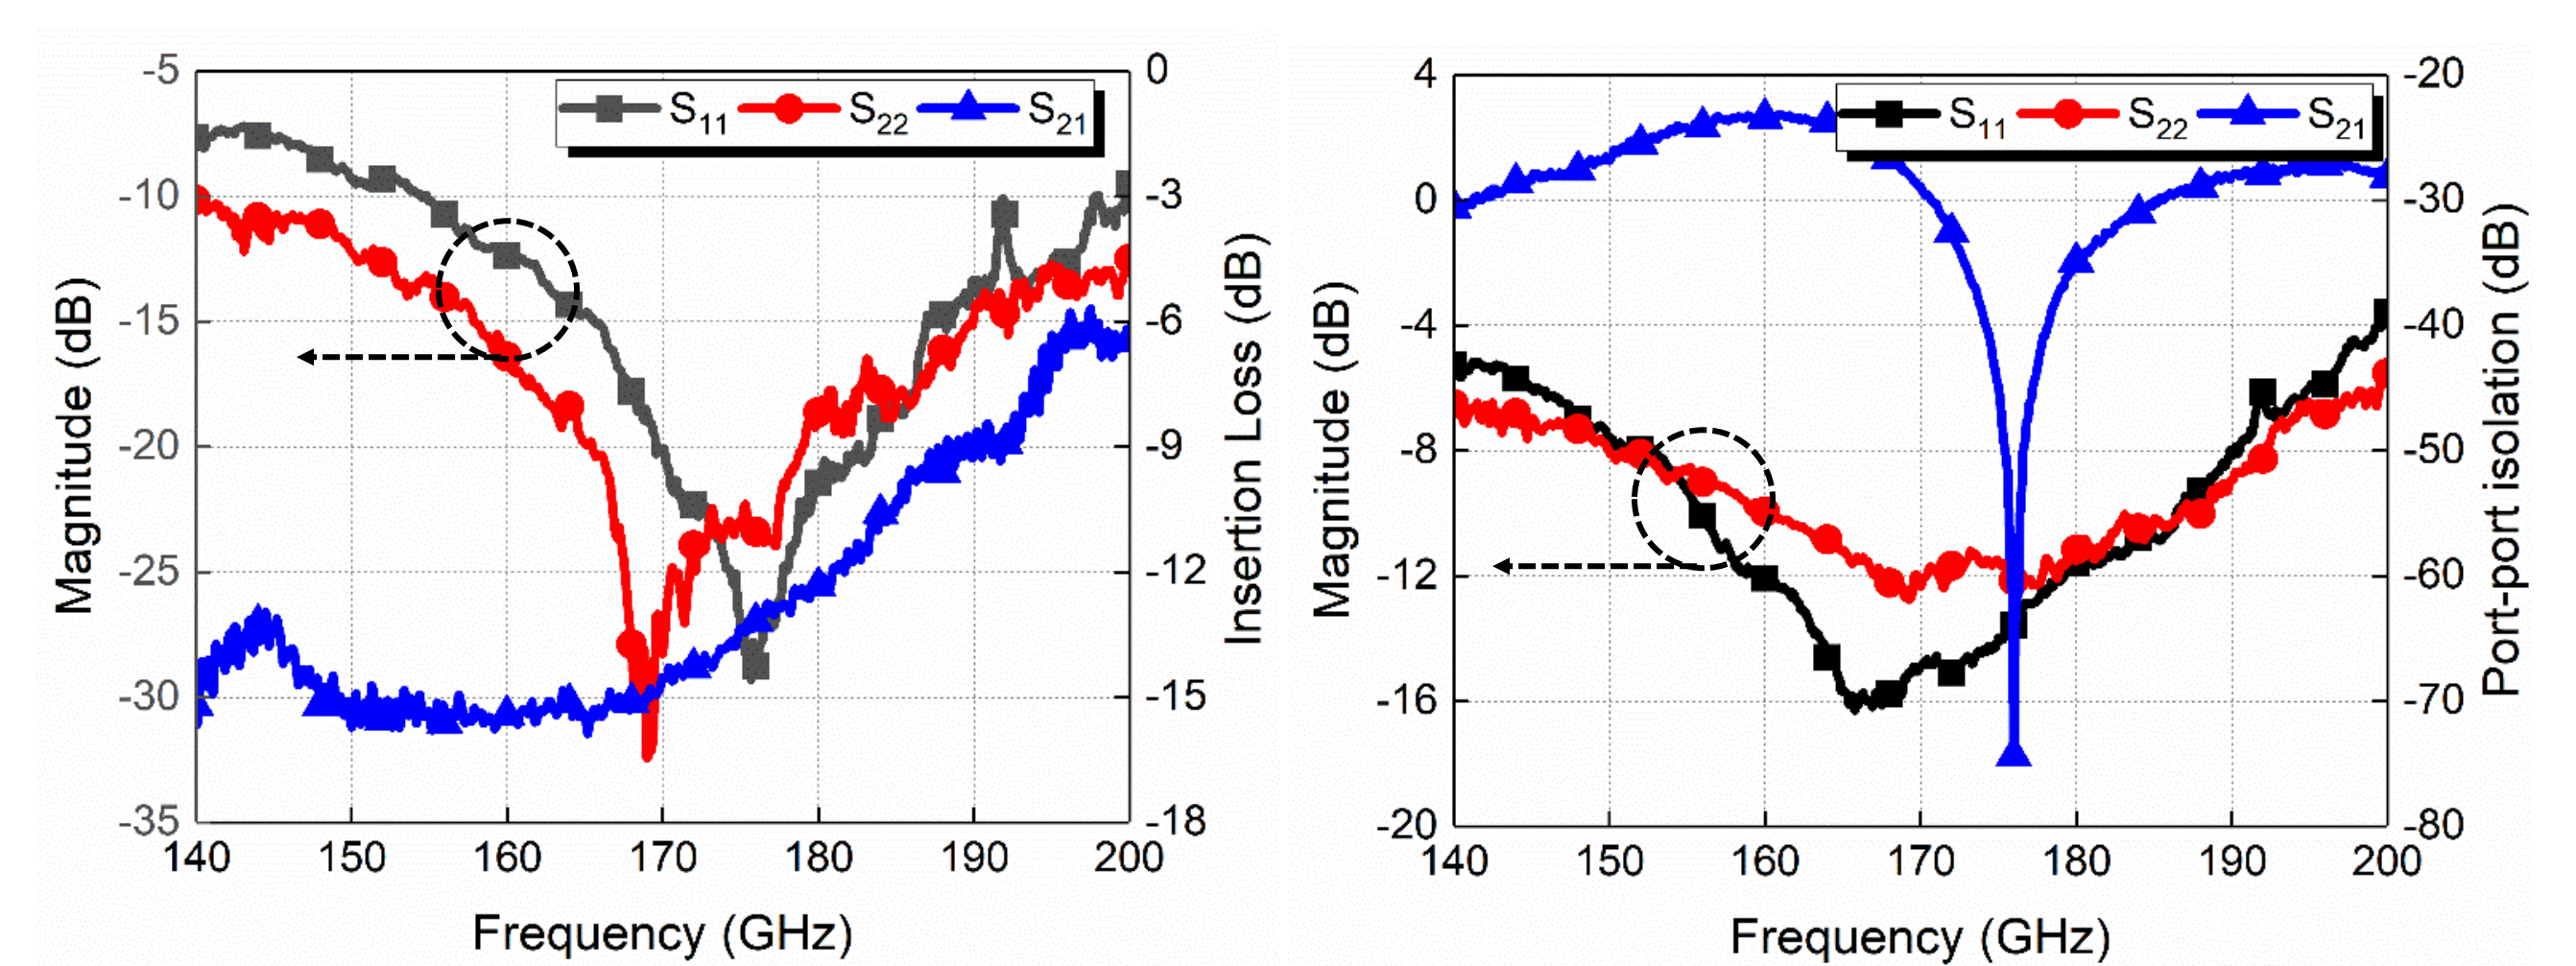 -5
-10
-15
-20
-25
-30
-35
Magnitude (dB)
S11 S22 S21
0
-3
-6
-9
-12
-15
-18
Insertion Loss (dB)
140 150 160 170 180 190 200
Frequency (GHz)
4
0
-4
-8
-12
-16
-20
Magnitude (dB)
S11 S22 S21
-20
-30
-40
-50
-60
-70
-80
Port-port isolation (dB)
140 150 160 170 180 190 200
Frequency (GHz)